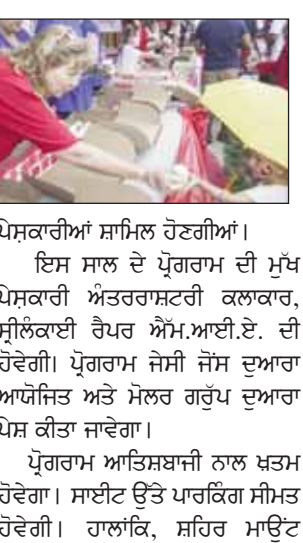 ਪੇਸ਼ਕਾਰੀਆਂ ਸ਼ਾਮਿਲ ਹੋਣਗੀਆਂ।
ਇਸ ਸਾਲ ਦੇ ਪ੍ਰੋਗਰਾਮ ਦੀ ਮੁੱਖ
ਪੇਸ਼ਕਾਰੀ ਅੰਤਰਰਾਸ਼ਟਰੀ ਕਲਾਕਾਰ,
ਸ੍ਰੀਲੰਕਾਈ ਰੈਪਰ ਐੱਮ.ਆਈ.ਏ. ਦੀ
ਹੋਵੇਗੀ। ਪ੍ਰੋਗਰਾਮ ਜੇਸੀ ਜੋਂਸ ਦੁਆਰਾ
ਆਯੋਜਿਤ ਅਤੇ ਮੋਲਰ ਗਰੁੱਪ ਦੁਆਰਾ
ਪੇਸ਼ ਕੀਤਾ ਜਾਵੇਗਾ।
ਪ੍ਰੋਗਰਾਮ ਆਤਿਸ਼ਬਾਜੀ ਨਾਲ ਖ਼ਤਮ
ਹੋਵੇਗਾ। ਸਾਈਟ ਉੱਤੇ ਪਾਰਕਿੰਗ ਸੀਮਤ
ਹੋਵੇਗੀ। ਹਾਲਾਂਕਿ, ਸ਼ਹਿਰ ਮਾਉਂਟ